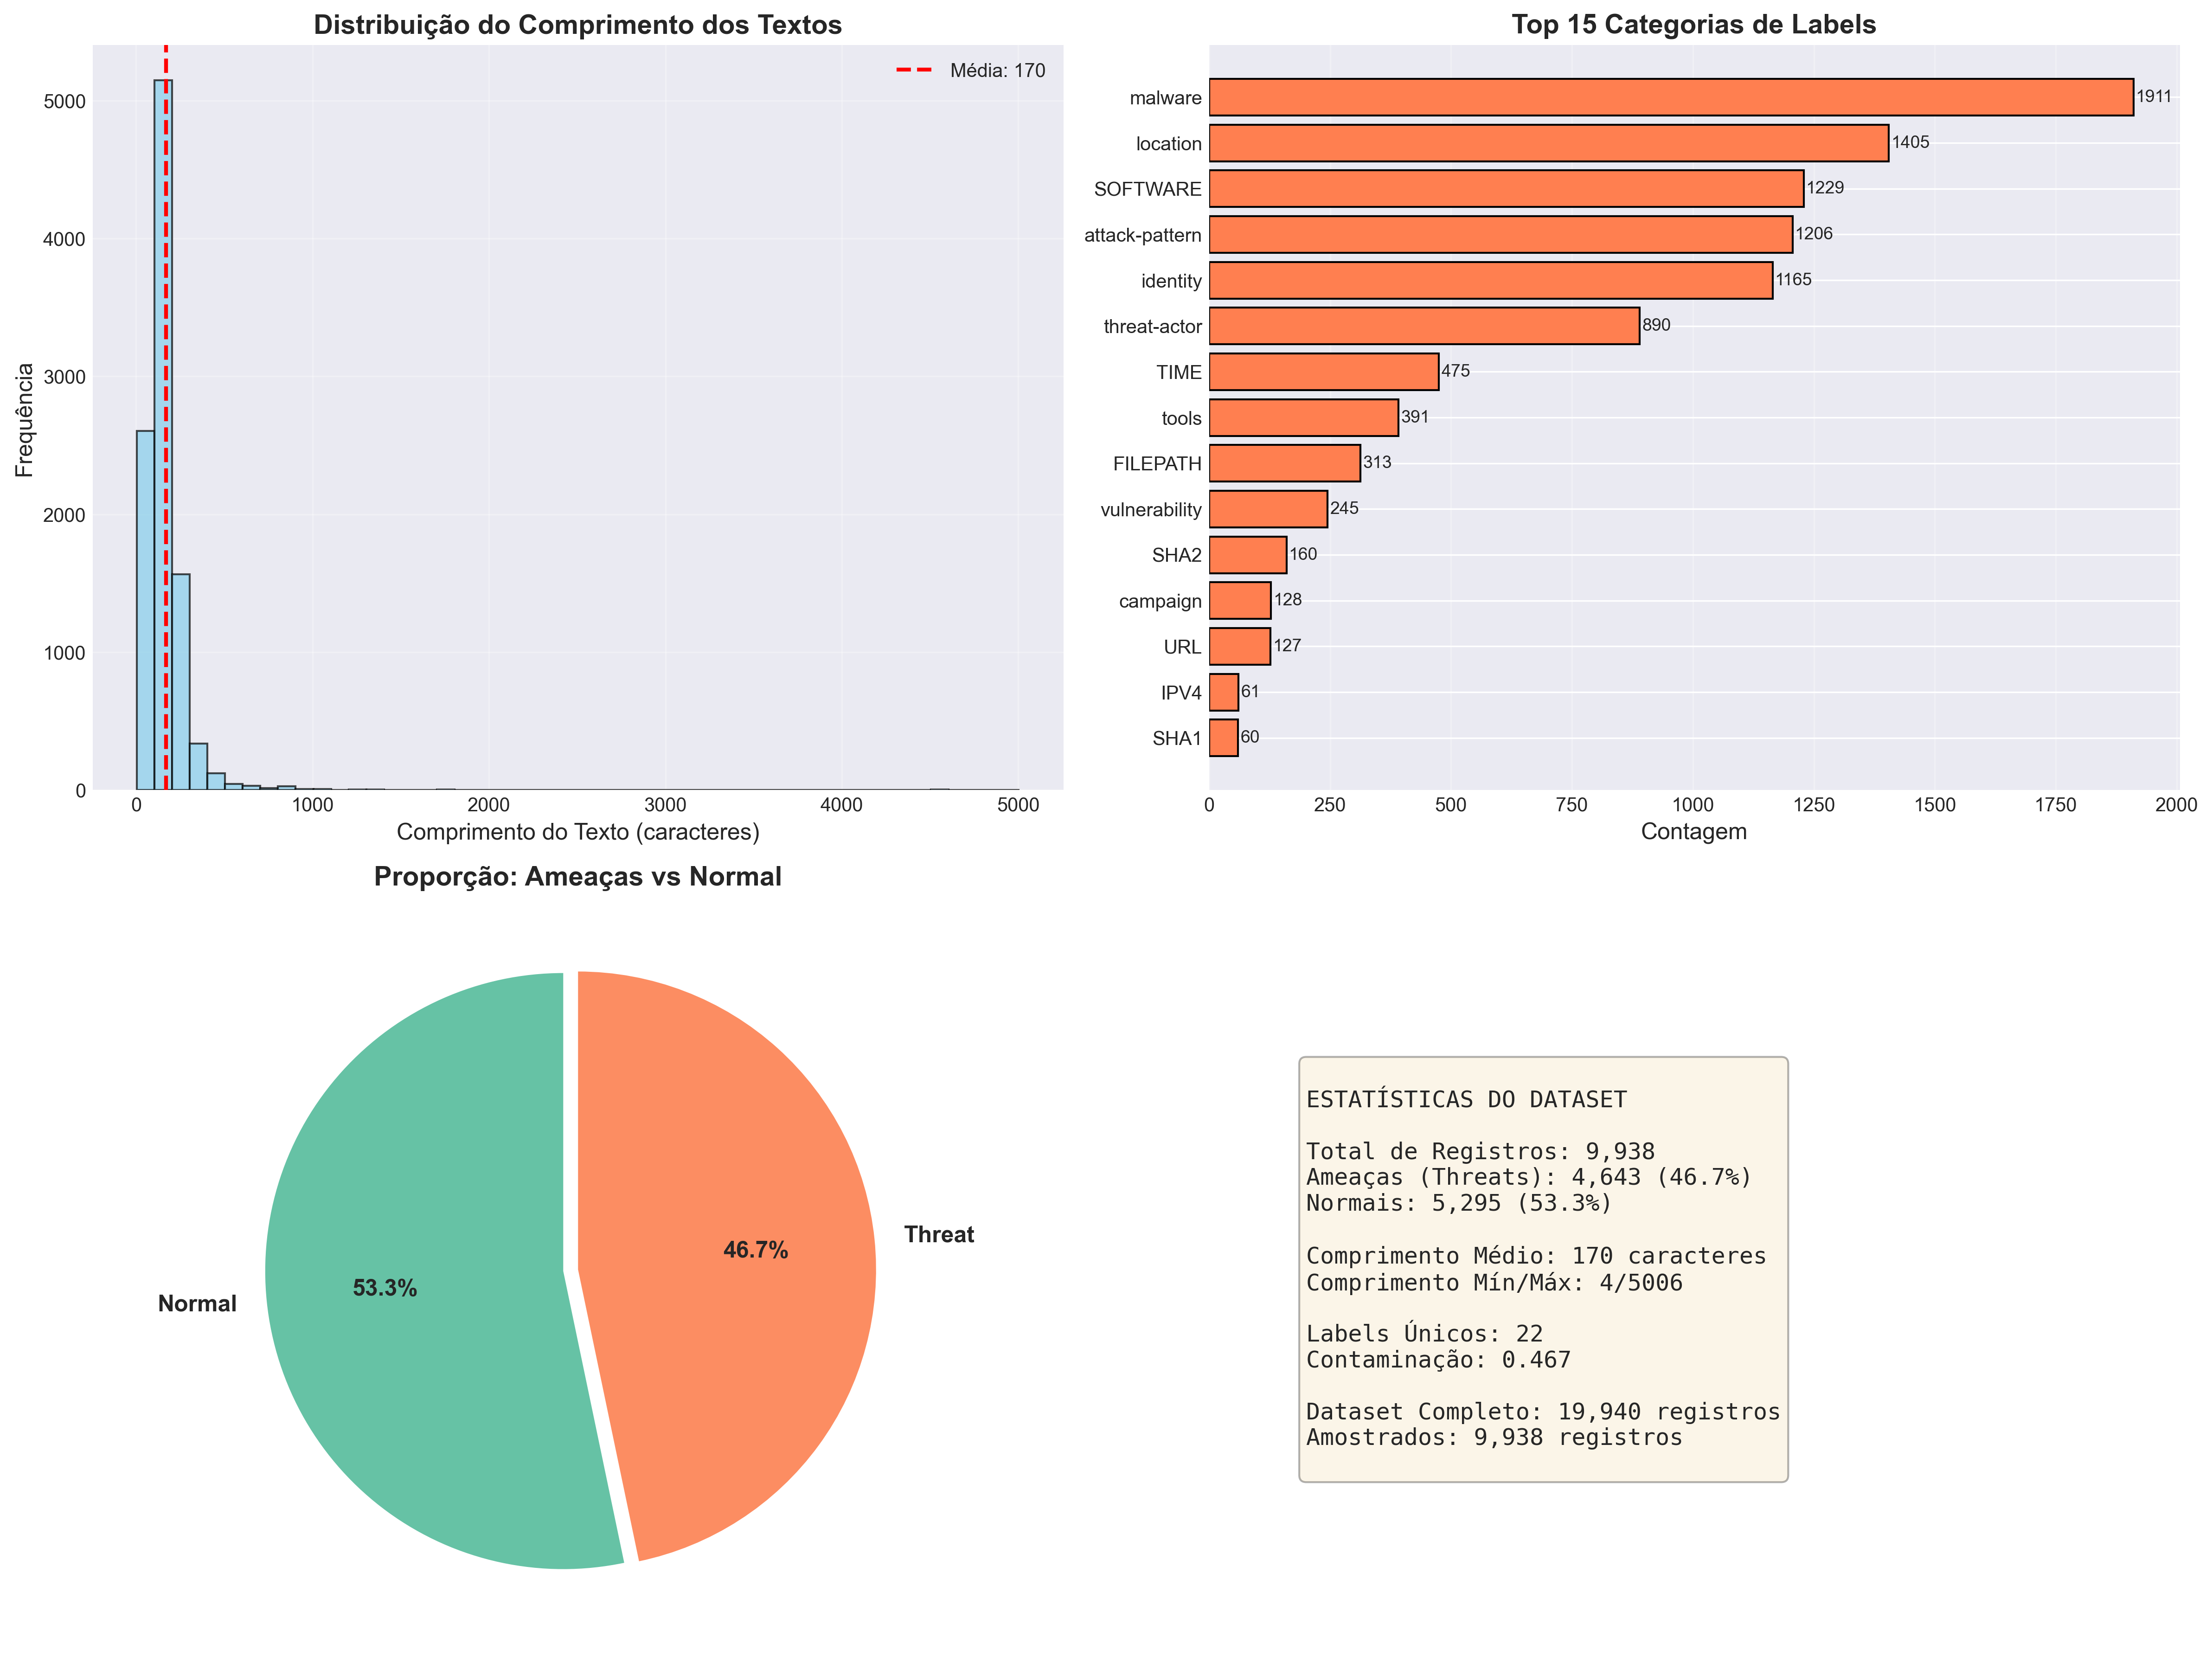 Distribuição do Comprimento dos Textos
Média: 170
Frequência
5000
4000
3000
2000
1000
0
0 1000 2000 3000 4000 5000
Comprimento do Texto (caracteres)
Top 15 Categorias de Labels
malware 1911
location 1405
SOFTWARE 1229
attack-pattern 1206
identity 1165
threat-actor 890
TIME 475
tools 391
FILEPATH 313
vulnerability 245
SHA2 160
campaign 128
URL 127
IPV4 61
SHA1 60
0 250 500 750 1000 1250 1500 1750 2000
Contagem
Proporção: Ameaças vs Normal
Threat
46.7%
53.3%
Normal
ESTATÍSTICAS DO DATASET
Total de Registros: 9,938
Ameaças (Threats): 4,643 (46.7%)
Normais: 5,295 (53.3%)
Comprimento Médio: 170 caracteres
Comprimento Mín/Máx: 4/5006
Labels Únicos: 22
Contaminação: 0.467
Dataset Completo: 19,940 registros
Amostrados: 9,938 registros